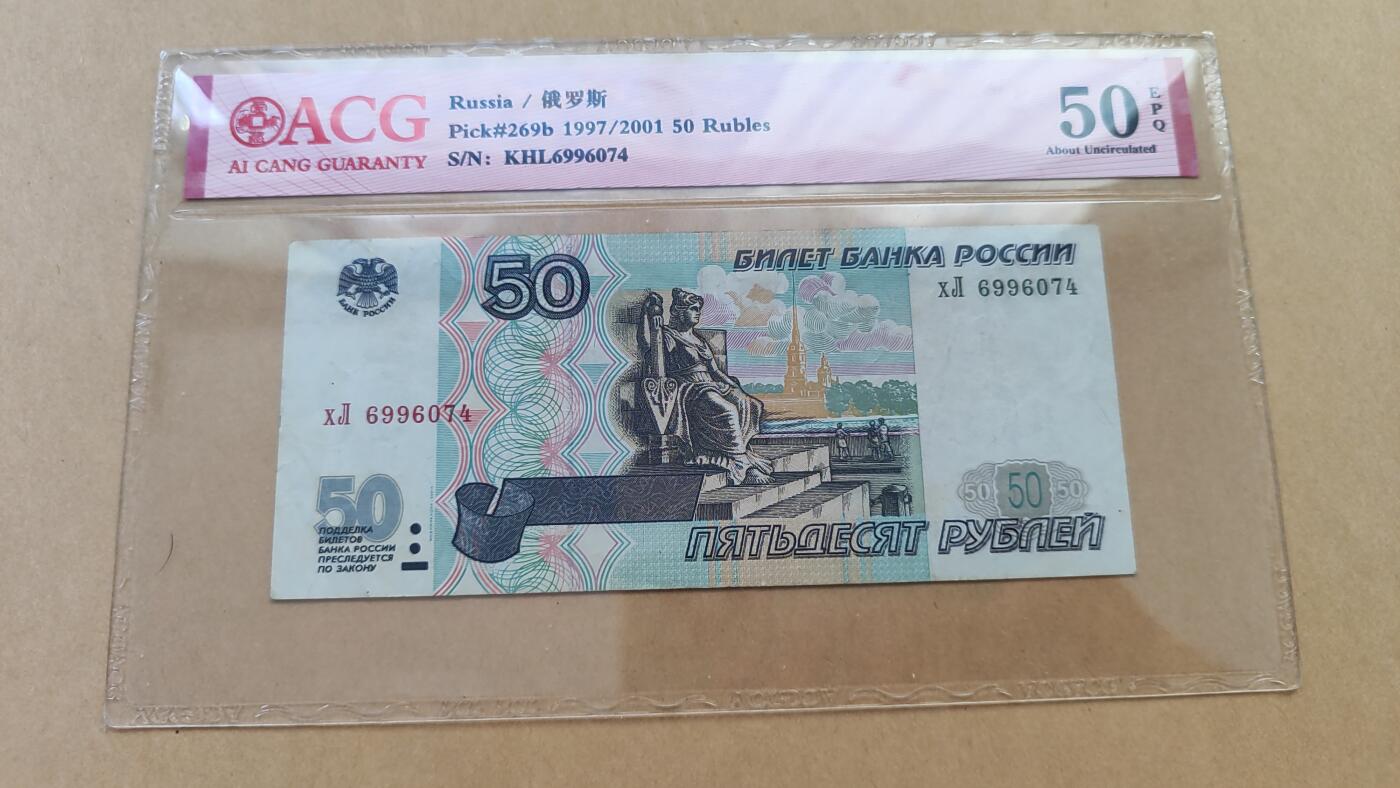 ACG
AI CANG GUARANTY
Russia / 俄罗斯
Pick#269b 1997/2001 50 Rubles
S/N: KHL6996074
50
EPQ
About Uncirculated
БАНК РОССИИ
50
БИЛЕТ БАНКА РОССИИ
хЛ 6996074
хЛ 6996074
50
ПОДДЕЛКА
БИЛЕТОВ
БАНКА РОССИИ
ПРЕСЛЕДУЕТСЯ
ПО ЗАКОНУ
50 50 50
ПЯТЬДЕСЯТ РУБЛЕЙ